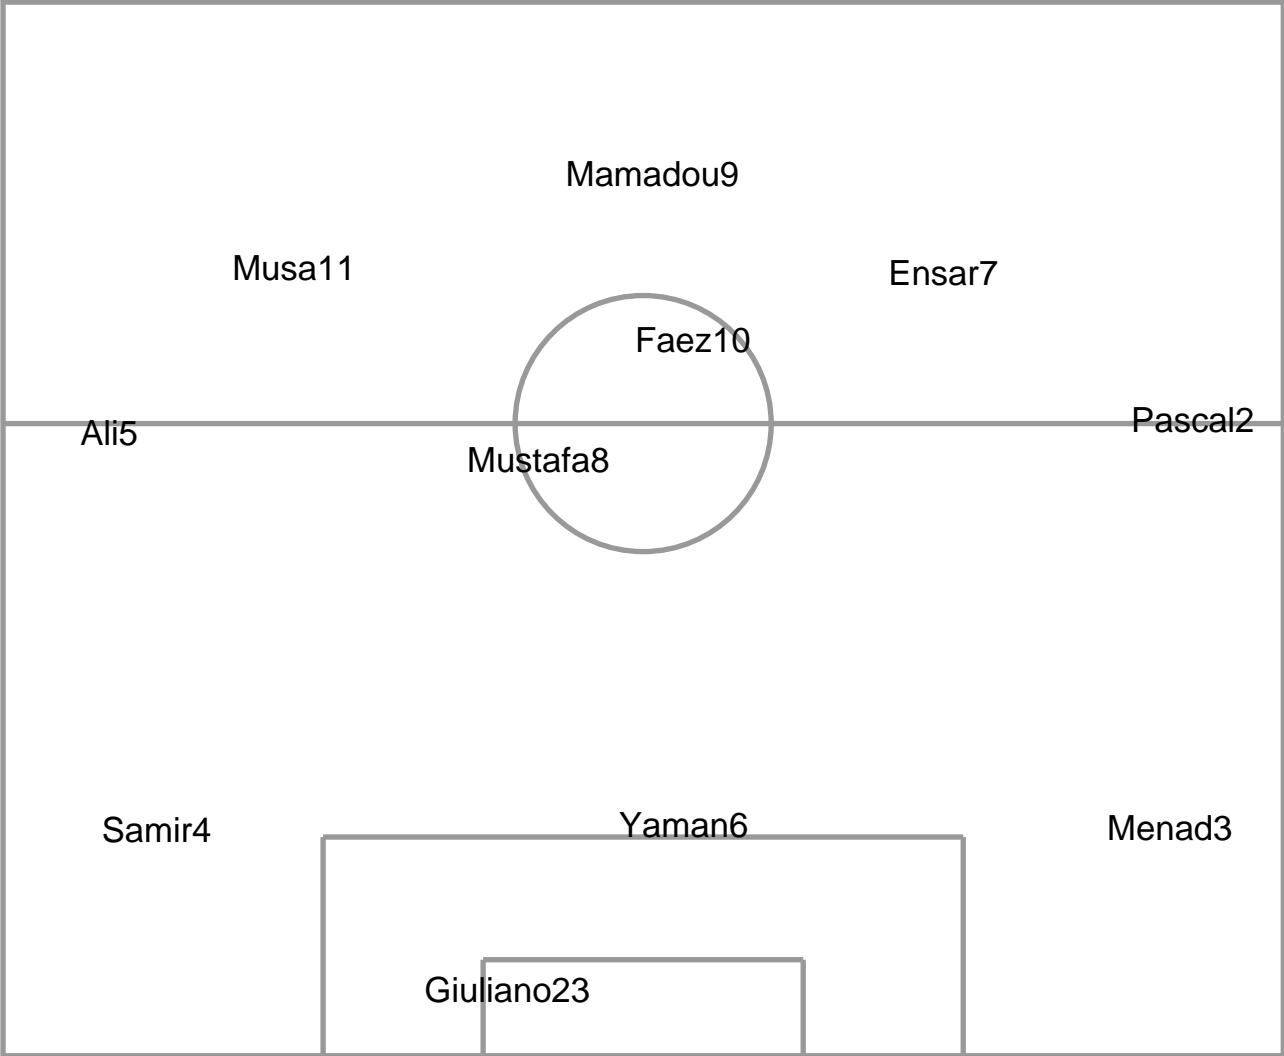 Mamadou9
Musa11
Ensar7
Faez10
Ali5
Pascal2
Mustafa8
Samir4
Yaman6
Menad3
Giuliano23